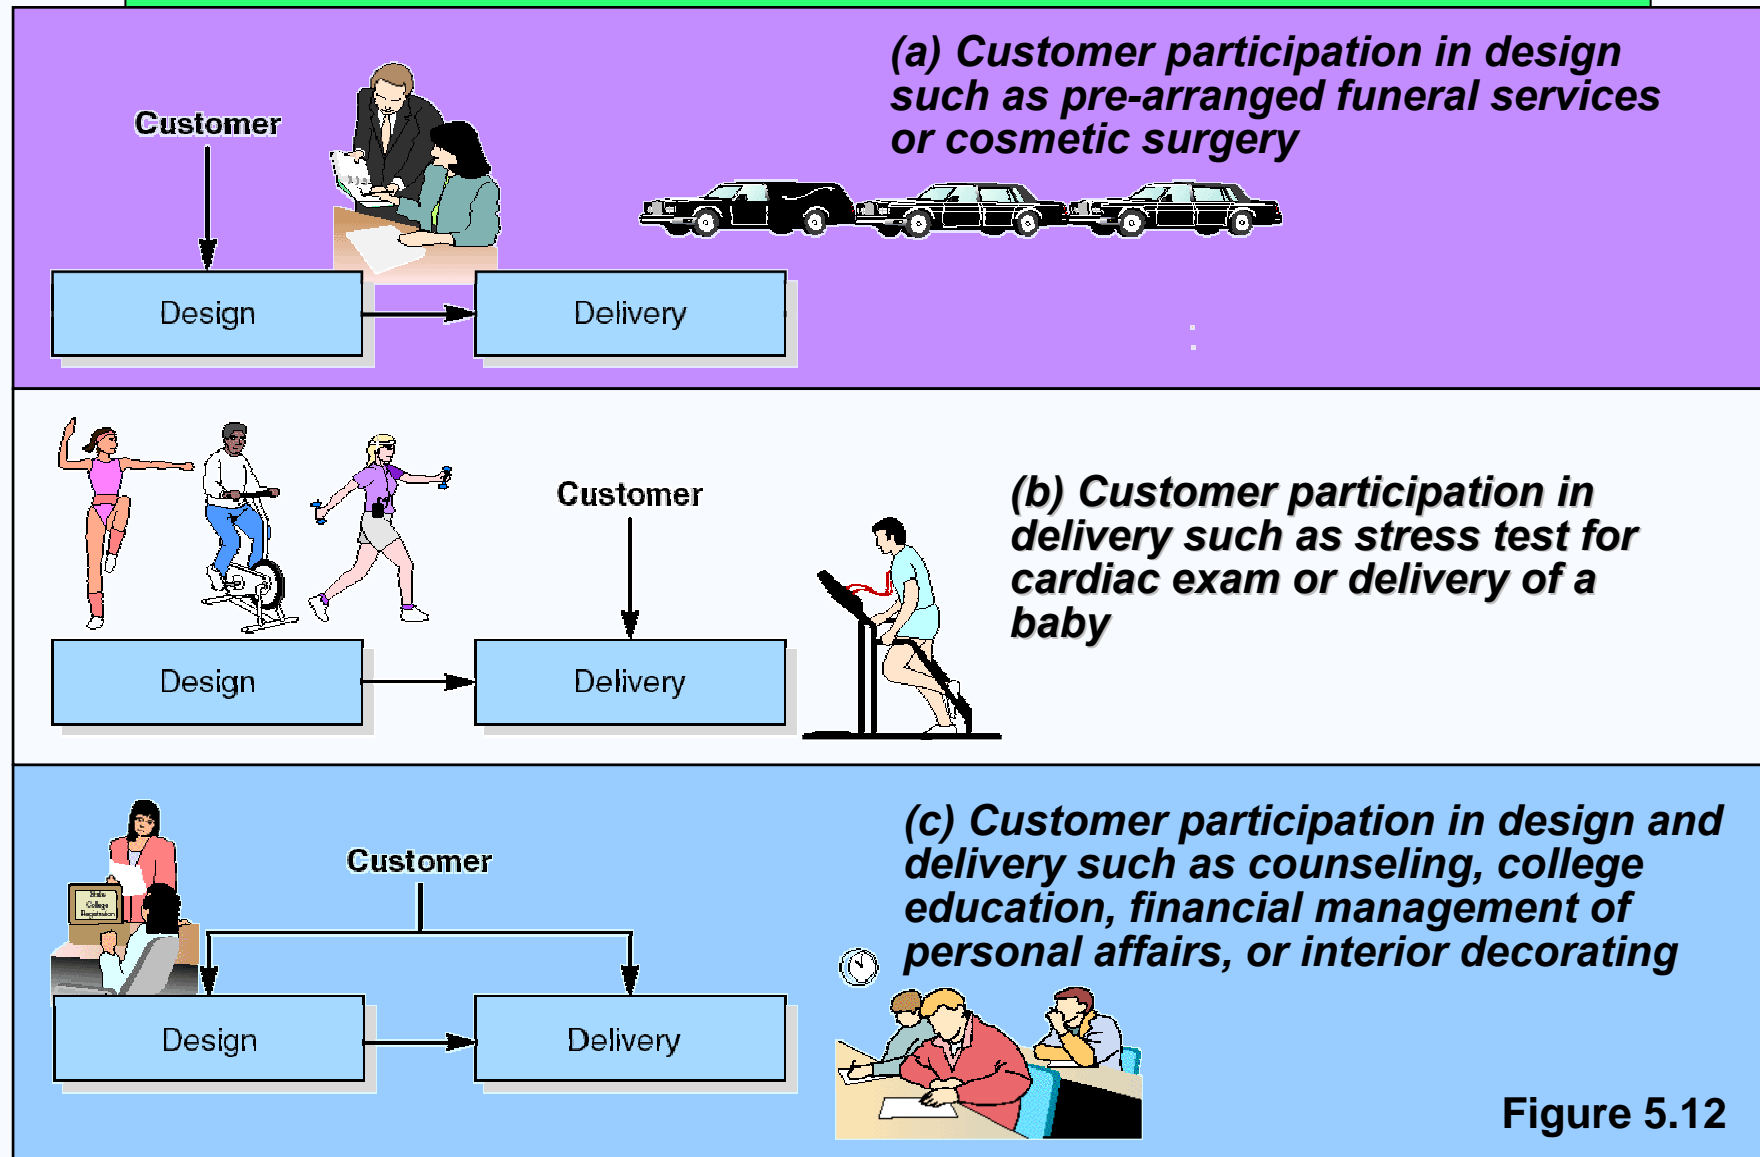 (a) Customer participation in design
such as pre-arranged funeral services
or cosmetic surgery
Customer
Design
Delivery
:
(b) Customer participation in
delivery such as stress test for
cardiac exam or delivery of a
baby
Customer
Design
Delivery
(c) Customer participation in design and
delivery such as counseling, college
education, financial management of
personal affairs, or interior decorating
Customer
State
College
Registration
Design
Delivery
Figure 5.12